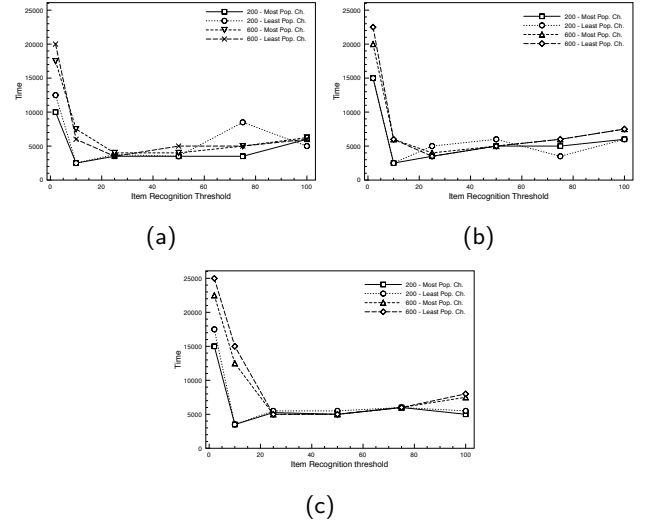 25000
20000
15000
10000
5000
0
Time
0 20 40 60 80 100
Item Recognition Threshold
200 - Most Pop. Ch.
200 - Least Pop. Ch.
600 - Most Pop. Ch.
600 - Least Pop. Ch.
(a)
25000
20000
15000
10000
5000
0
Time
0 20 40 60 80 100
Item Recognition Threshold
200 - Most Pop. Ch.
200 - Least Pop. Ch.
600 - Most Pop. Ch.
600 - Least Pop. Ch.
(b)
25000
20000
15000
10000
5000
0
Time
0 20 40 60 80 100
Item Recognition threshold
200 - Most Pop. Ch.
200 - Least Pop. Ch.
600 - Most Pop. Ch.
600 - Least Pop. Ch.
(c)